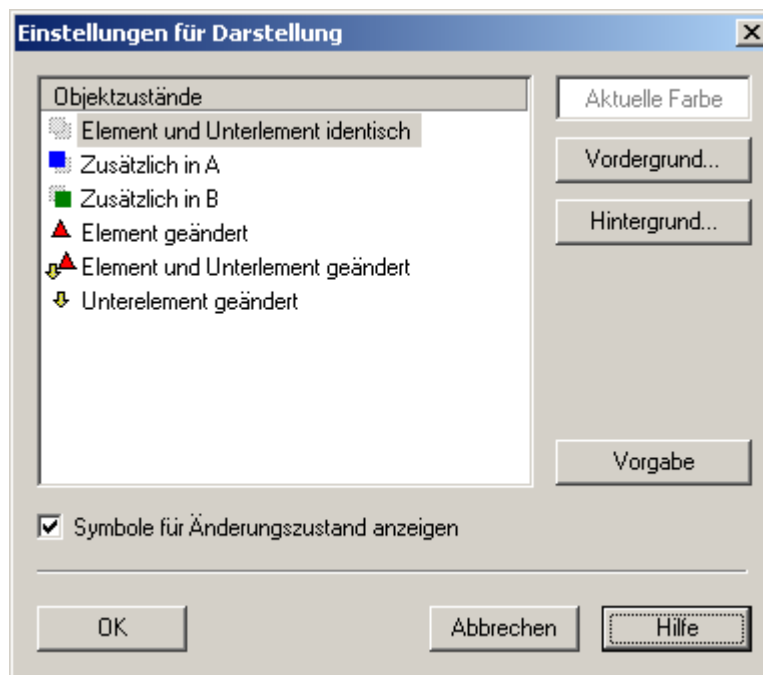 Einstellungen für Darstellung
Objektzustände
Element und Unterlement identisch
Zusätzlich in A
Zusätzlich in B
Element geändert
Element und Unterlement geändert
Unterelement geändert
Aktuelle Farbe
Vordergrund...
Hintergrund...
Vorgabe
Symbole für Änderungszustand anzeigen
OK
Abbrechen
Hilfe